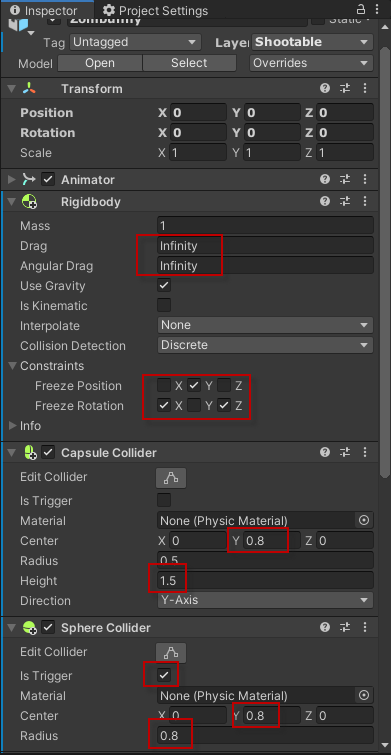 Inspector Project Settings
Zombunny Static
Tag Untagged Layer Shootable
Model Open Select Overrides
Transform
Position X 0 Y 0 Z 0
Rotation X 0 Y 0 Z 0
Scale X 1 Y 1 Z 1
Animator
Rigidbody
Mass 1
Drag Infinity
Angular Drag Infinity
Use Gravity
Is Kinematic
Interpolate None
Collision Detection Discrete
Constraints
Freeze Position X Y Z
Freeze Rotation X Y Z
Info
Capsule Collider
Edit Collider
Is Trigger
Material None (Physic Material)
Center X 0 Y 0.8 Z 0
Radius 0.5
Height 1.5
Direction Y-Axis
Sphere Collider
Edit Collider
Is Trigger
Material None (Physic Material)
Center X 0 Y 0.8 Z 0
Radius 0.8